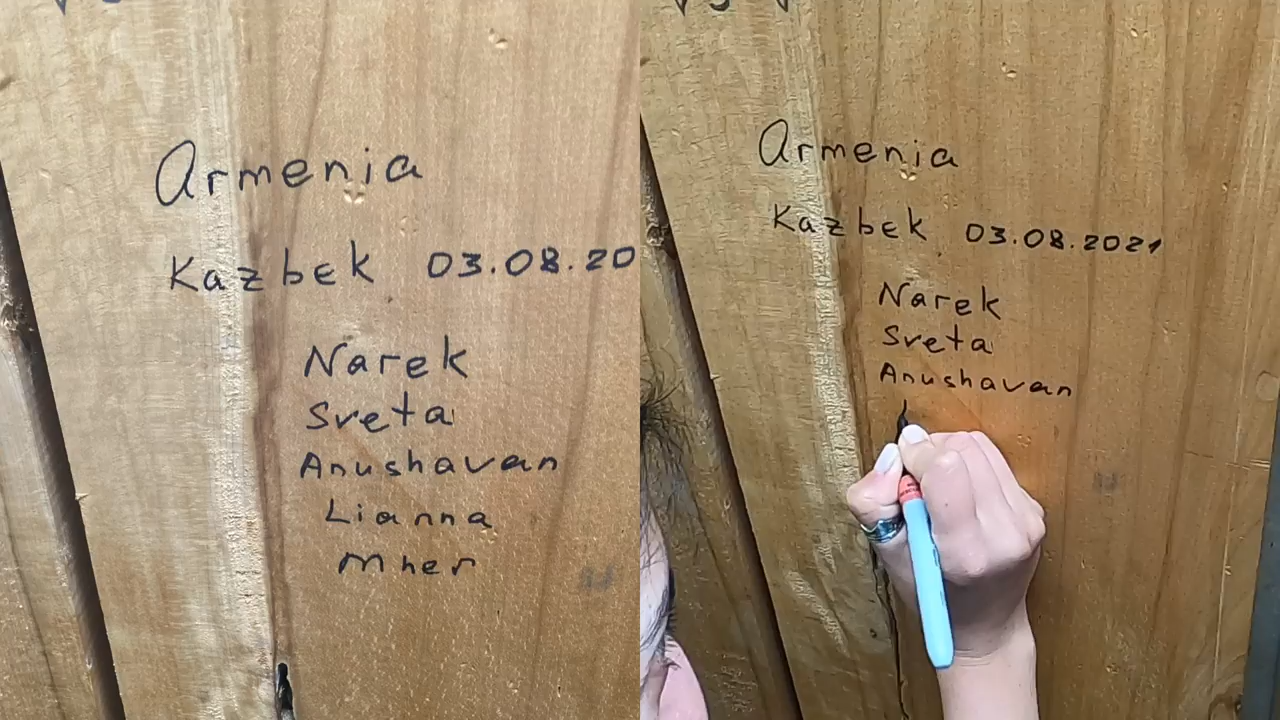 Armenia
Kazbek 03.08.20
Narek
Sveta
Anushavan
Lianna
Mher
Armenia
Kazbek 03.08.2021
Narek
Sveta
Anushavan